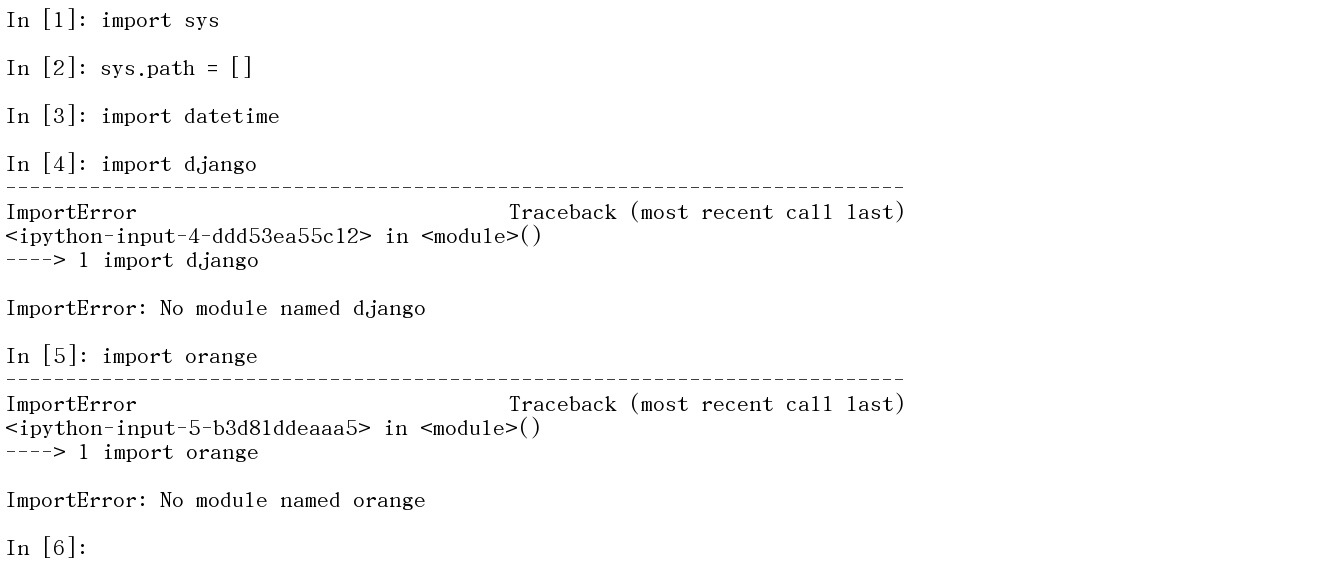 In [1]: import sys
In [2]: sys.path = []
In [3]: import datetime
In [4]: import django
---------------------------------------------------------------------------
ImportError                               Traceback (most recent call last)
<ipython-input-4-ddd53ea55c12> in <module>()
----> 1 import django
ImportError: No module named django
In [5]: import orange
---------------------------------------------------------------------------
ImportError                               Traceback (most recent call last)
<ipython-input-5-b3d81ddeaaa5> in <module>()
----> 1 import orange
ImportError: No module named orange
In [6]: